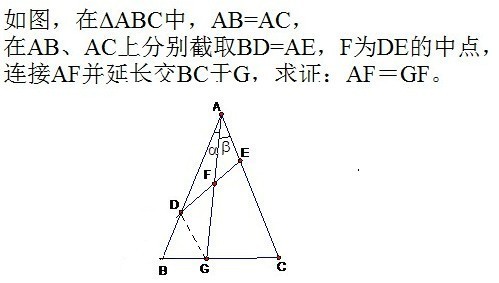 如图，在ΔABC中，AB=AC，
在AB、AC上分别截取BD=AE，F为DE的中点，
连接AF并延长交BC于G，求证：AF＝GF。
A
α β
E
F
D
B G C